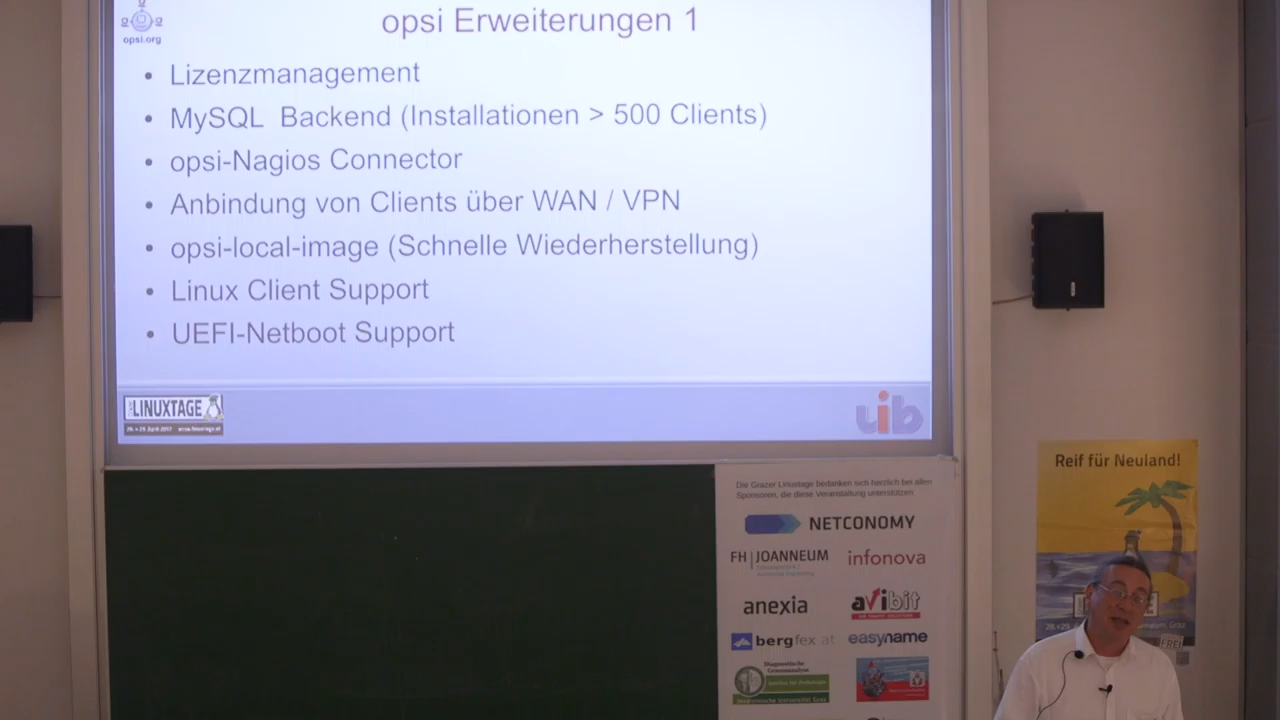 opsi Erweiterungen 1
opsi.org
• Lizenzmanagement
• MySQL Backend (Installationen > 500 Clients)
• opsi-Nagios Connector
• Anbindung von Clients über WAN / VPN
• opsi-local-image (Schnelle Wiederherstellung)
• Linux Client Support
• UEFI-Netboot Support
LINUXTAGE
uib
Reif für Neuland!
Die Grazer Linuxtage bedanken sich herzlich bei allen
Sponsoren, die diese Veranstaltung unterstützen
NETCONOMY
FH JOANNEUM
infonova
anexia
avibit
bergfex at
easyname